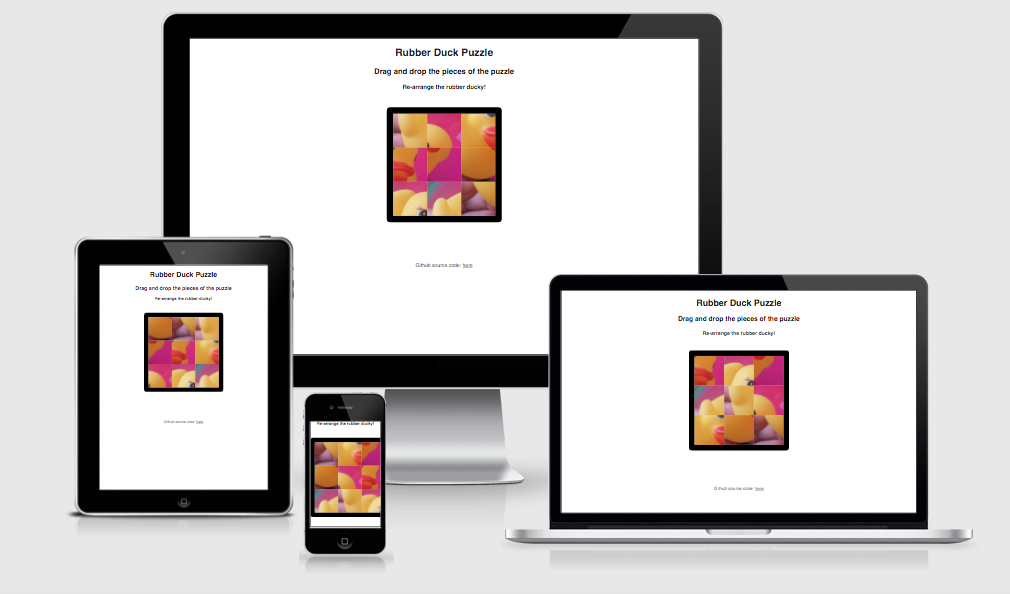 Rubber Duck Puzzle
Drag and drop the pieces of the puzzle
Re-arrange the rubber ducky!
Github source code: here
Rubber Duck Puzzle
Drag and drop the pieces of the puzzle
Re-arrange the rubber ducky!
Github source code: here
Re-arrange the rubber ducky!
Rubber Duck Puzzle
Drag and drop the pieces of the puzzle
Re-arrange the rubber ducky!
Github source code: here